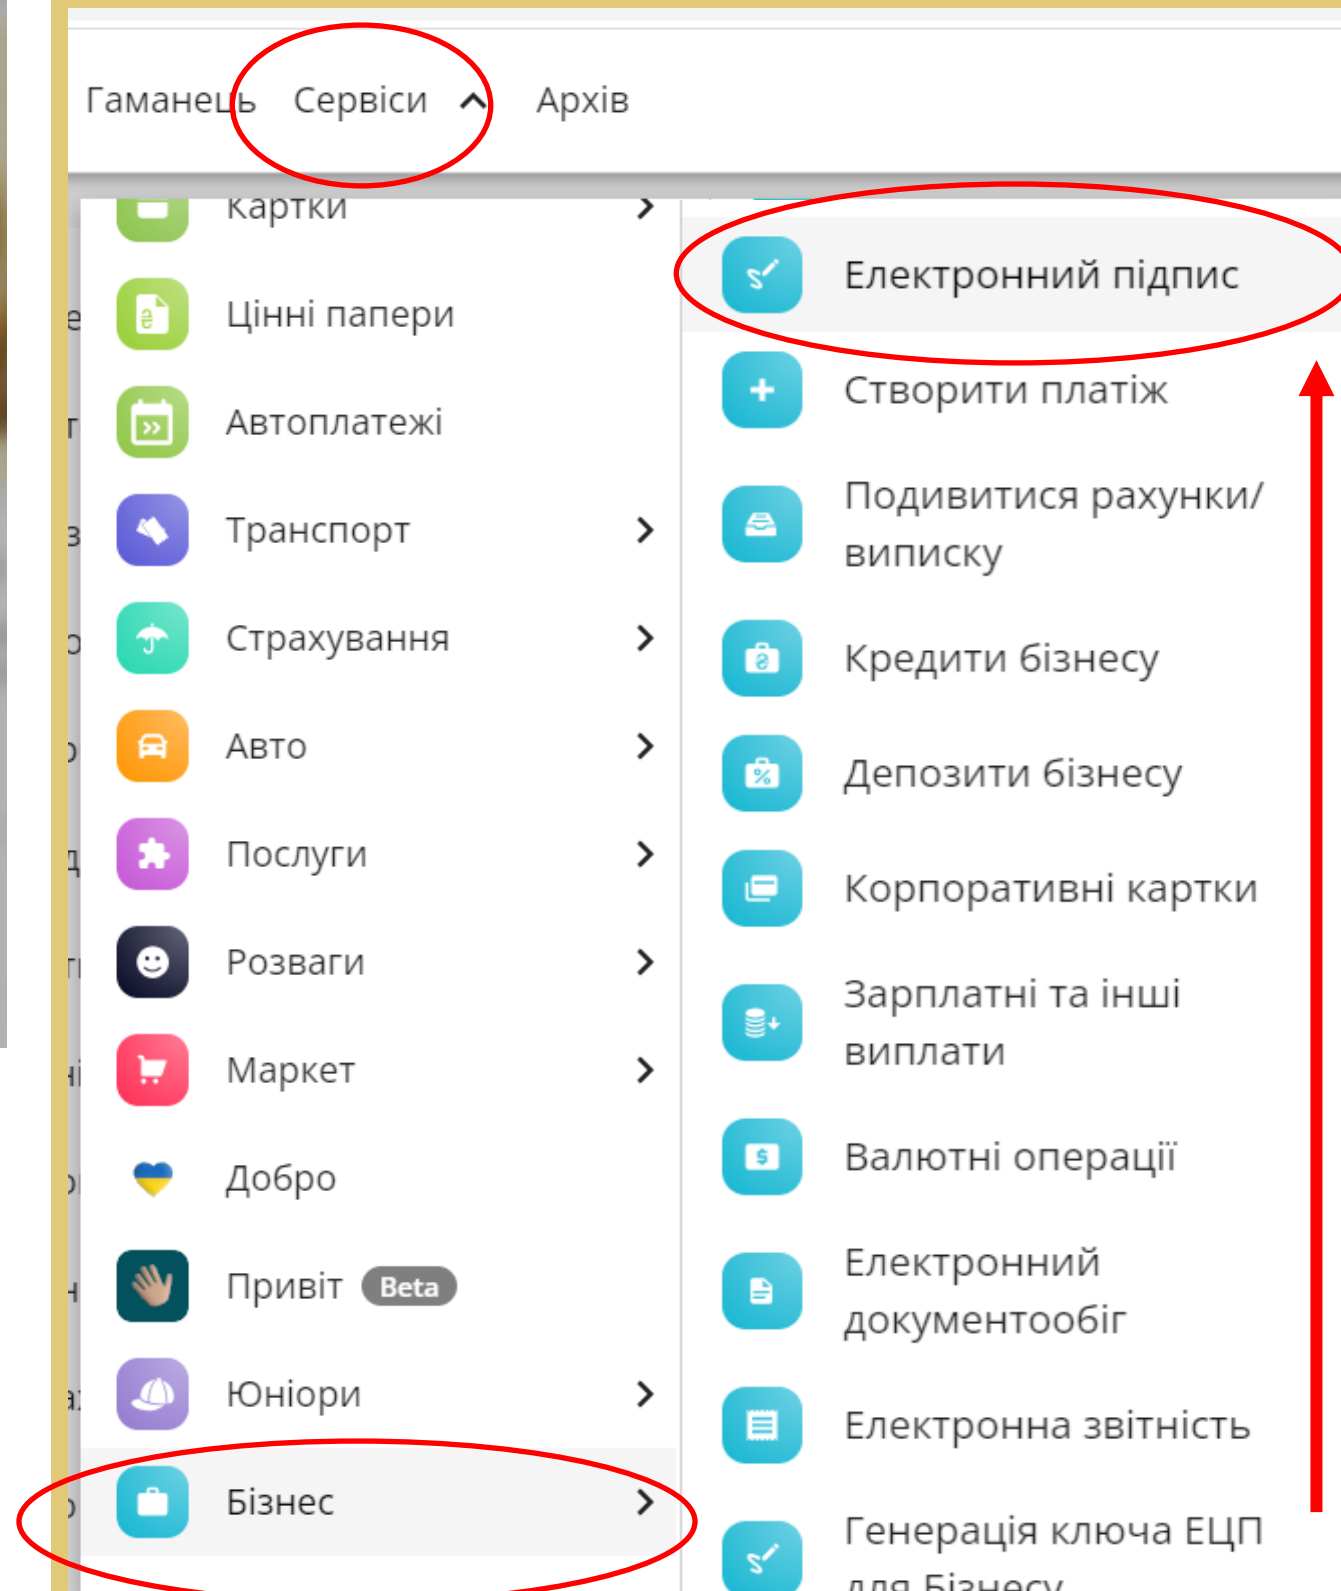 Гаманець Сервіси Архів
Картки
Цінні папери
Автоплатежі
Транспорт
Страхування
Авто
Послуги
Розваги
Маркет
Добро
Привіт Beta
Юніори
Бізнес
Електронний підпис
Створити платіж
Подивитися рахунки/
виписку
Кредити бізнесу
Депозити бізнесу
Корпоративні картки
Зарплатні та інші
виплати
Валютні операції
Електронний
документообіг
Електронна звітність
Генерація ключа ЕЦП
для Бізнесу